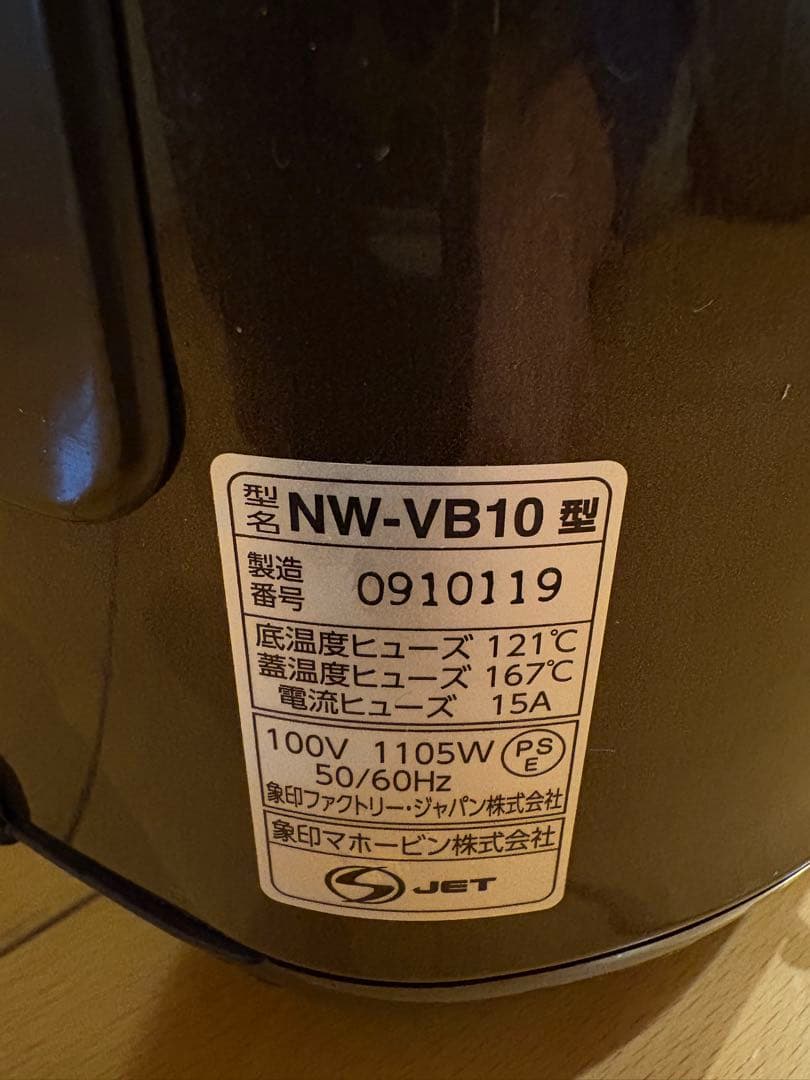 型名 NW-VB10 型
製造番号 0910119
底温度ヒューズ 121℃
蓋温度ヒューズ 167℃
電流ヒューズ 15A
100V 1105W PSE
50/60Hz
象印ファクトリー・ジャパン株式会社
象印マホービン株式会社
S JET